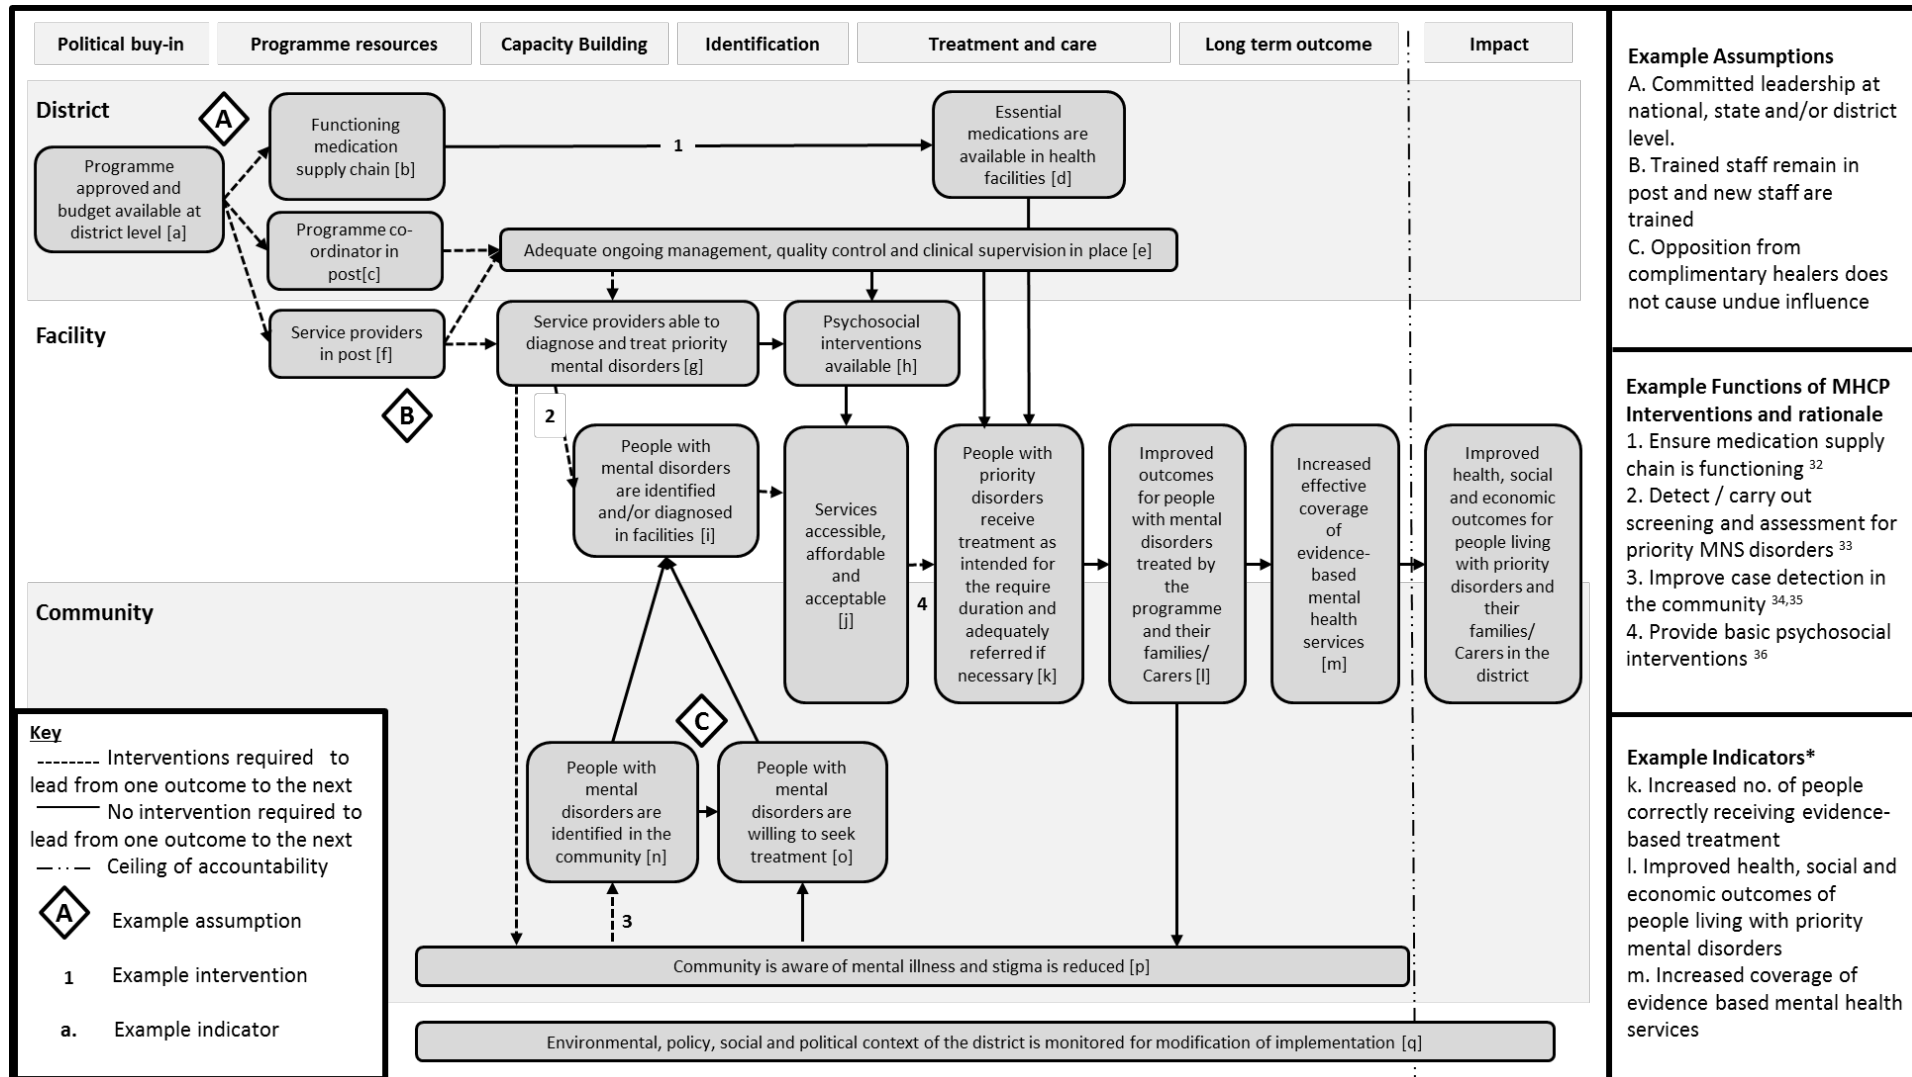 Political buy-in
Programme resources
Capacity Building
Identification
Treatment and care
Long term outcome
Impact
District
A
Programme
approved and
budget available at
district level [a]
Functioning
medication
supply chain [b]
1
Essential
medications are
available in health
facilities [d]
Programme co-
ordinator in
post[c]
Adequate ongoing management, quality control and clinical supervision in place [e]
Facility
Service providers
in post [f]
B
Service providers able to
diagnose and treat priority
mental disorders [g]
Psychosocial
interventions
available [h]
2
People with
mental disorders
are identified
and/or diagnosed
in facilities [i]
Services
accessible,
affordable
and
acceptable
[j]
4
People with
priority
disorders
receive
treatment as
intended for
the require
duration and
adequately
referred if
necessary [k]
Improved
outcomes
for people
with mental
disorders
treated by
the
programme
and their
families/
Carers [l]
Increased
effective
coverage
of
evidence-
based
mental
health
services
[m]
Improved
health, social
and economic
outcomes for
people living
with priority
disorders and
their
families/
Carers in the
district
Community
C
People with
mental
disorders are
identified in the
community [n]
People with
mental
disorders are
willing to seek
treatment [o]
3
Community is aware of mental illness and stigma is reduced [p]
Environmental, policy, social and political context of the district is monitored for modification of implementation [q]
Key
Interventions required to
lead from one outcome to the next
No intervention required to
lead from one outcome to the next
Ceiling of accountability
A Example assumption
1 Example intervention
a. Example indicator
Example Assumptions
A. Committed leadership at
national, state and/or district
level.
B. Trained staff remain in
post and new staff are
trained
C. Opposition from
complimentary healers does
not cause undue influence
Example Functions of MHCP
Interventions and rationale
1. Ensure medication supply
chain is functioning 32
2. Detect / carry out
screening and assessment for
priority MNS disorders 33
3. Improve case detection in
the community 34,35
4. Provide basic psychosocial
interventions 36
Example Indicators*
k. Increased no. of people
correctly receiving evidence-
based treatment
l. Improved health, social and
economic outcomes of
people living with priority
mental disorders
m. Increased coverage of
evidence based mental health
services